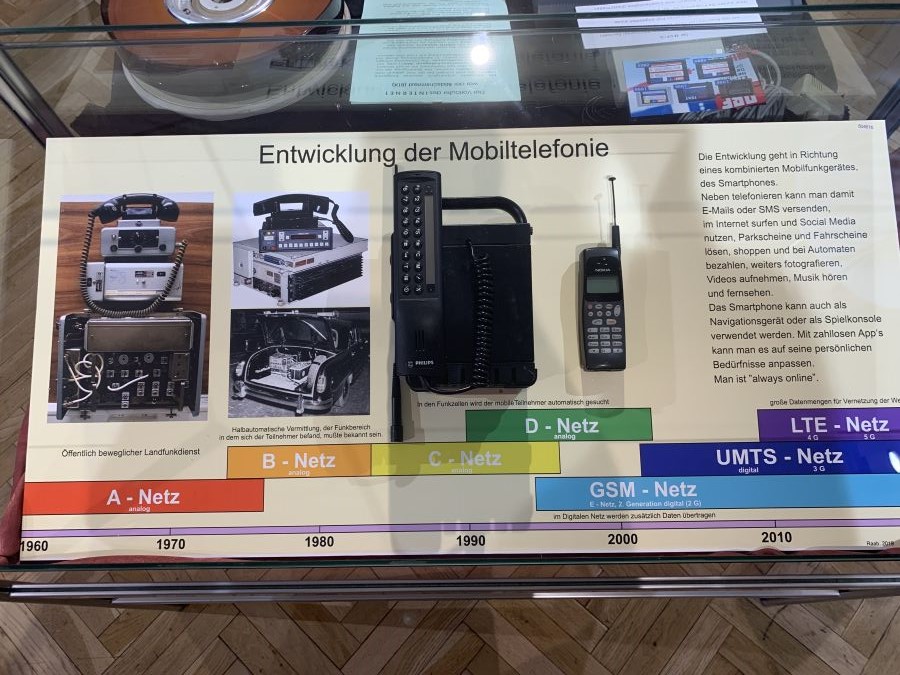 Entwicklung der Mobiltelefonie
Die Entwicklung geht in Richtung
eines kombinierten Mobilfunkgerätes,
des Smartphones.
Neben telefonieren kann man damit
E-Mails oder SMS versenden,
im Internet surfen und Social Media
nutzen, Parkscheine und Fahrscheine
lösen, shoppen und bei Automaten
bezahlen, weiters fotografieren,
Videos aufnehmen, Musik hören
und fernsehen.
Das Smartphone kann auch als
Navigationsgerät oder als Spielkonsole
verwendet werden. Mit zahllosen App's
kann man es auf seine persönlichen
Bedürfnisse anpassen.
Man ist "always online".
PHILIPS
NOKIA
Öffentlich beweglicher Landfunkdienst
Halbautomatische Vermittlung, der Funkbereich
in dem sich der Teilnehmer befand, mußte bekannt sein.
In den Funkzellen wird der mobile Teilnehmer automatisch gesucht
große Datenmengen für Vernetzung der We
D - Netz
analog
LTE - Netz
4 G 5 G
B - Netz
analog
C - Netz
analog
UMTS - Netz
digital 3 G
A - Netz
analog
GSM - Netz
E - Netz, 2. Generation digital (2 G)
im Digitalen Netz werden zusätzlich Daten übertragen
1960 1970 1980 1990 2000 2010
Raab, 2018